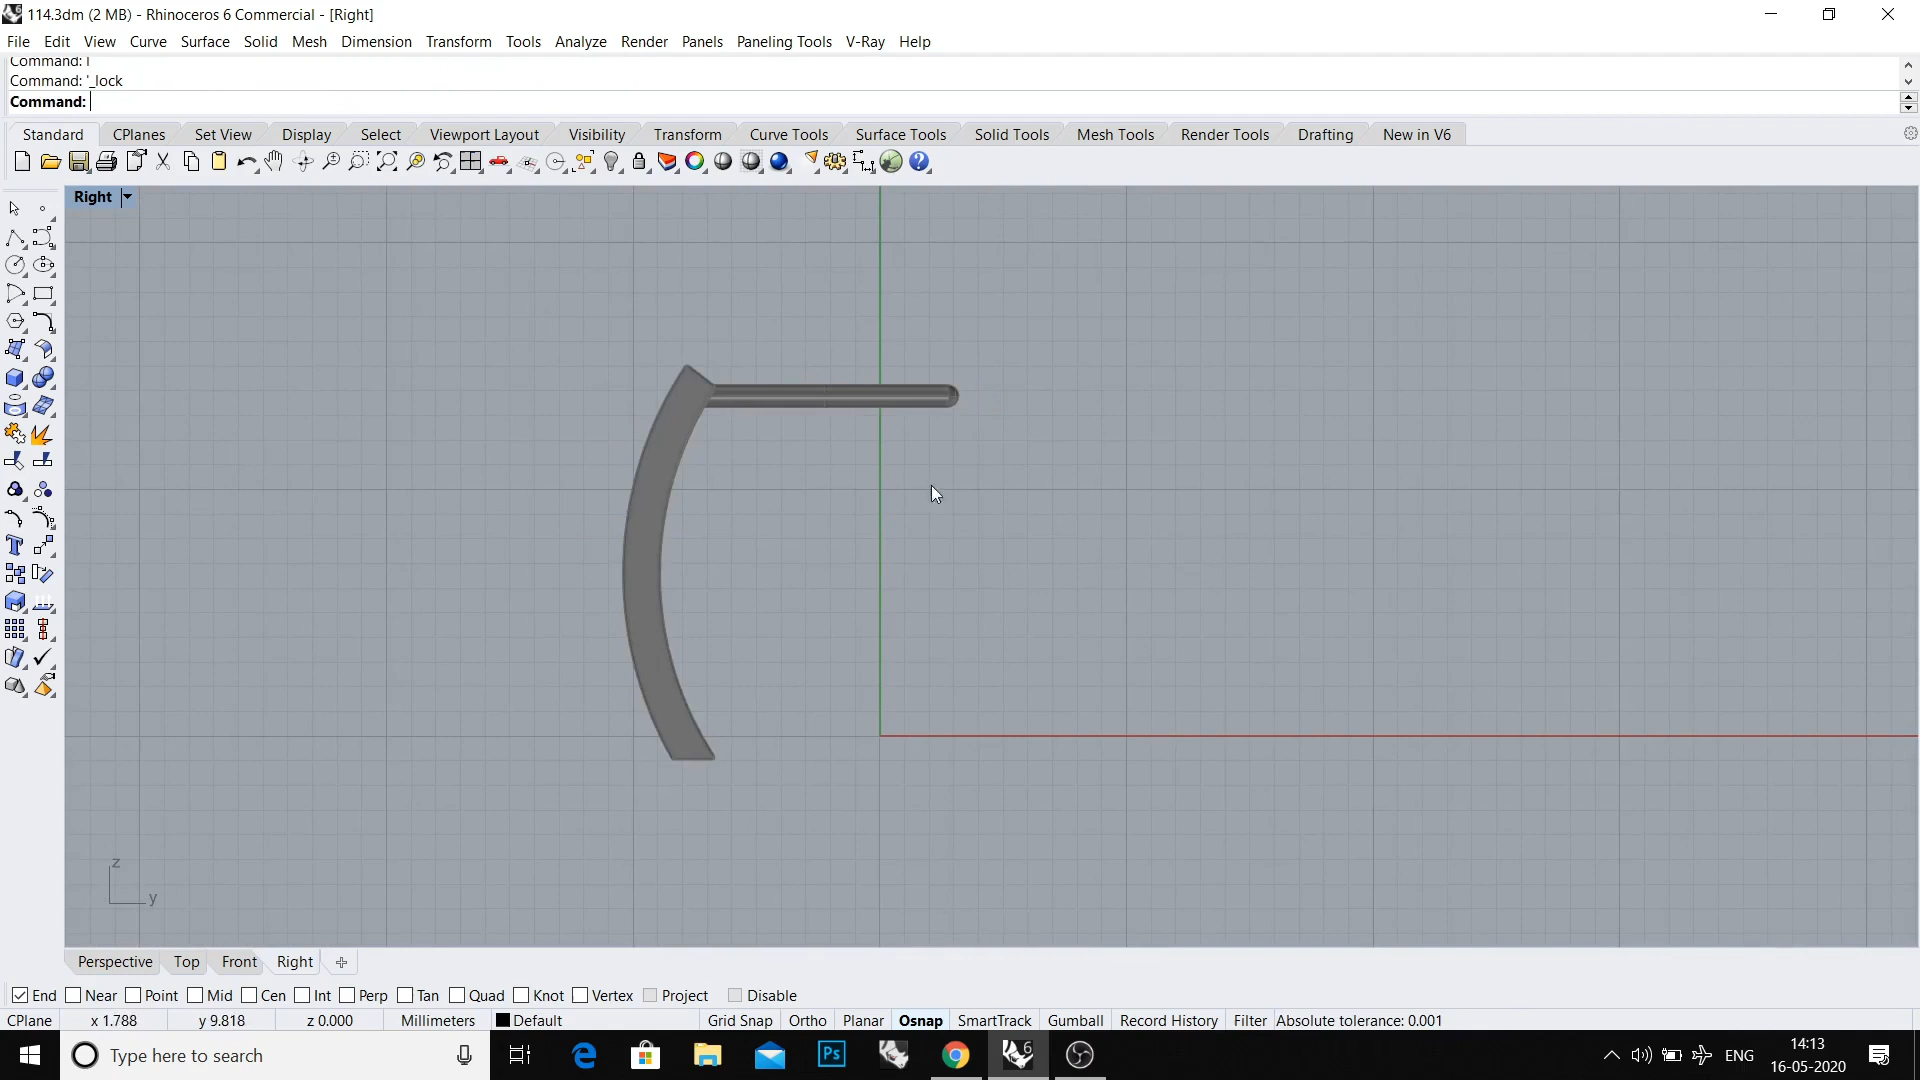 114.3dm (2 MB) - Rhinoceros 6 Commercial - [Right]
File Edit View Curve Surface Solid Mesh Dimension Transform Tools Analyze Render Panels Paneling Tools V-Ray Help
Command: '_lock
Command:
Standard CPlanes Set View Display Select Viewport Layout Visibility Transform Curve Tools Surface Tools Solid Tools Mesh Tools Render Tools Drafting New in V6
Right
z
y
Perspective Top Front Right
End Near Point Mid Cen Int Perp Tan Quad Knot Vertex Project Disable
CPlane x 1.788 y 9.818 z 0.000 Millimeters Default Grid Snap Ortho Planar Osnap SmartTrack Gumball Record History Filter Absolute tolerance: 0.001
Type here to search
Ps
6
ENG
14:13
16-05-2020